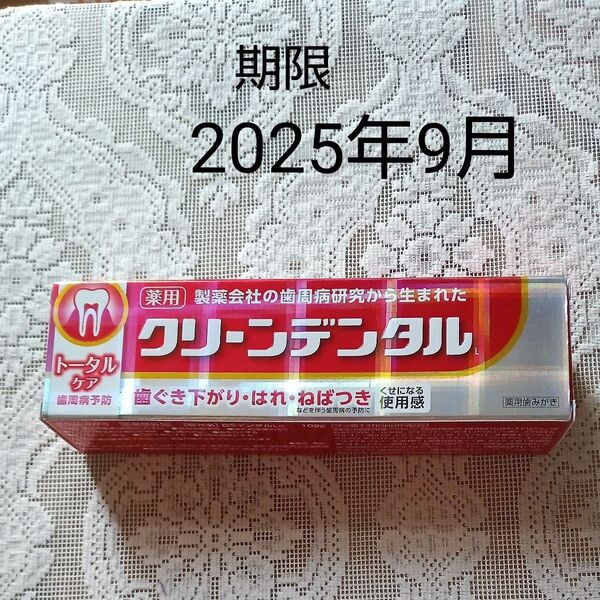 期限
2025年9月
薬用 製薬会社の歯周病研究から生まれた
クリーンデンタル
L
トータル
ケア
歯周病予防
歯ぐき下がり・はれ・ねばつき
などを伴う歯周病の予防に
くせになる
使用感
薬用歯みがき
100g